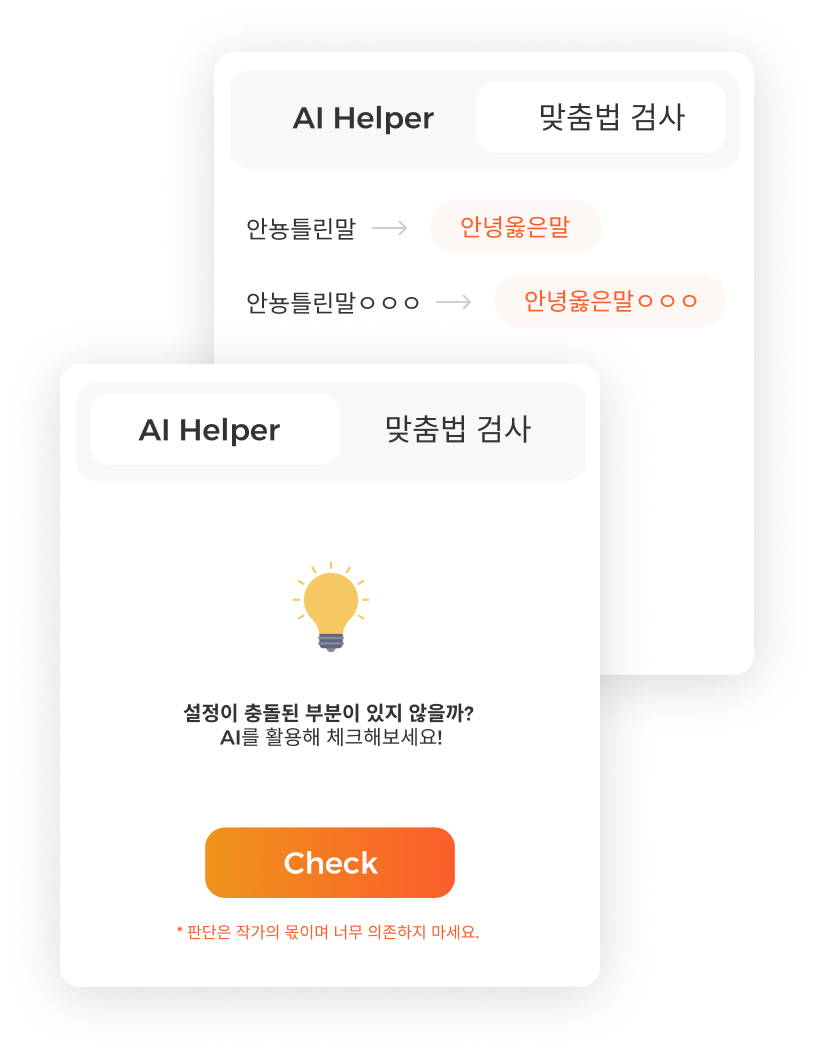 AI Helper 맞춤법 검사
안뇽틀린말 → 안녕옳은말
안뇽틀린말ㅇㅇㅇ → 안녕옳은말ㅇㅇㅇ
AI Helper 맞춤법 검사
설정이 충돌된 부분이 있지 않을까?
AI를 활용해 체크해보세요!
Check
* 판단은 작가의 몫이며 너무 의존하지 마세요.